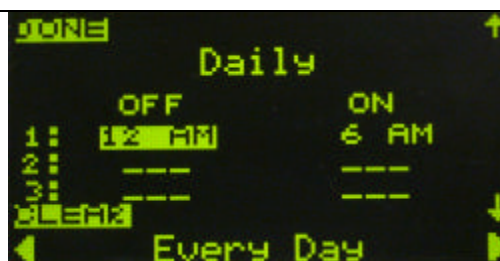 DONE
Daily
OFF ON
1: 12 AM 6 AM
2: --- ---
3: --- ---
CLEAR
Every Day